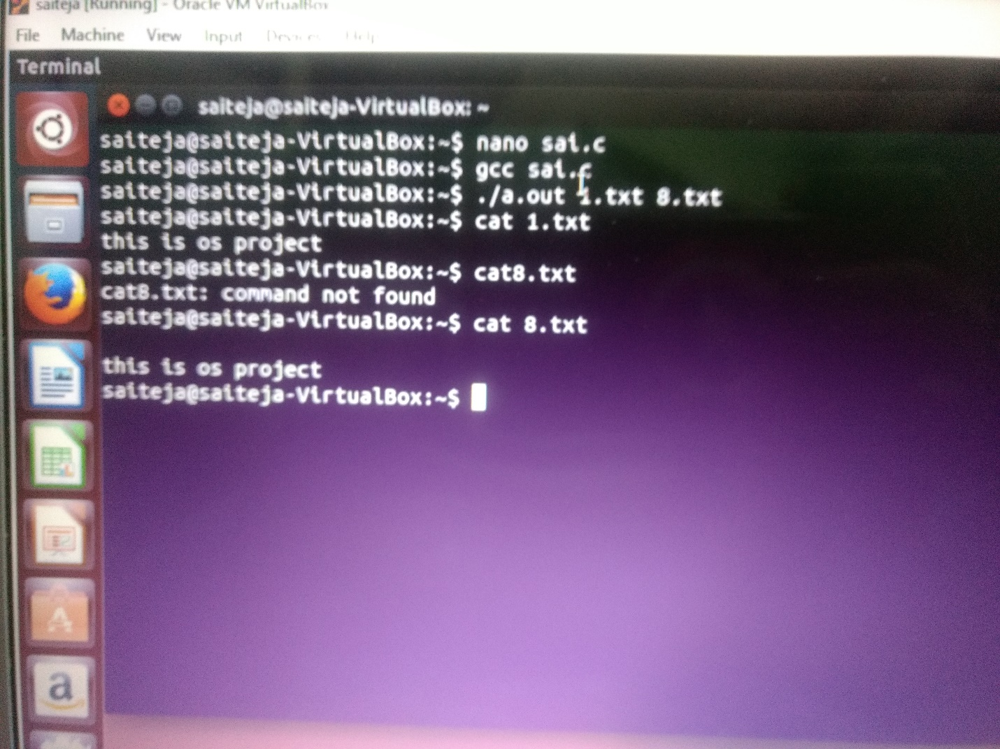 saiteja [Running] - Oracle VM VirtualBox
File Machine View Input Devices Help
Terminal
saiteja@saiteja-VirtualBox: ~
saiteja@saiteja-VirtualBox:~$ nano sai.c
saiteja@saiteja-VirtualBox:~$ gcc sai.c
saiteja@saiteja-VirtualBox:~$ ./a.out 1.txt 8.txt
saiteja@saiteja-VirtualBox:~$ cat 1.txt
this is os project
saiteja@saiteja-VirtualBox:~$ cat8.txt
cat8.txt: command not found
saiteja@saiteja-VirtualBox:~$ cat 8.txt
this is os project
saiteja@saiteja-VirtualBox:~$
A
a